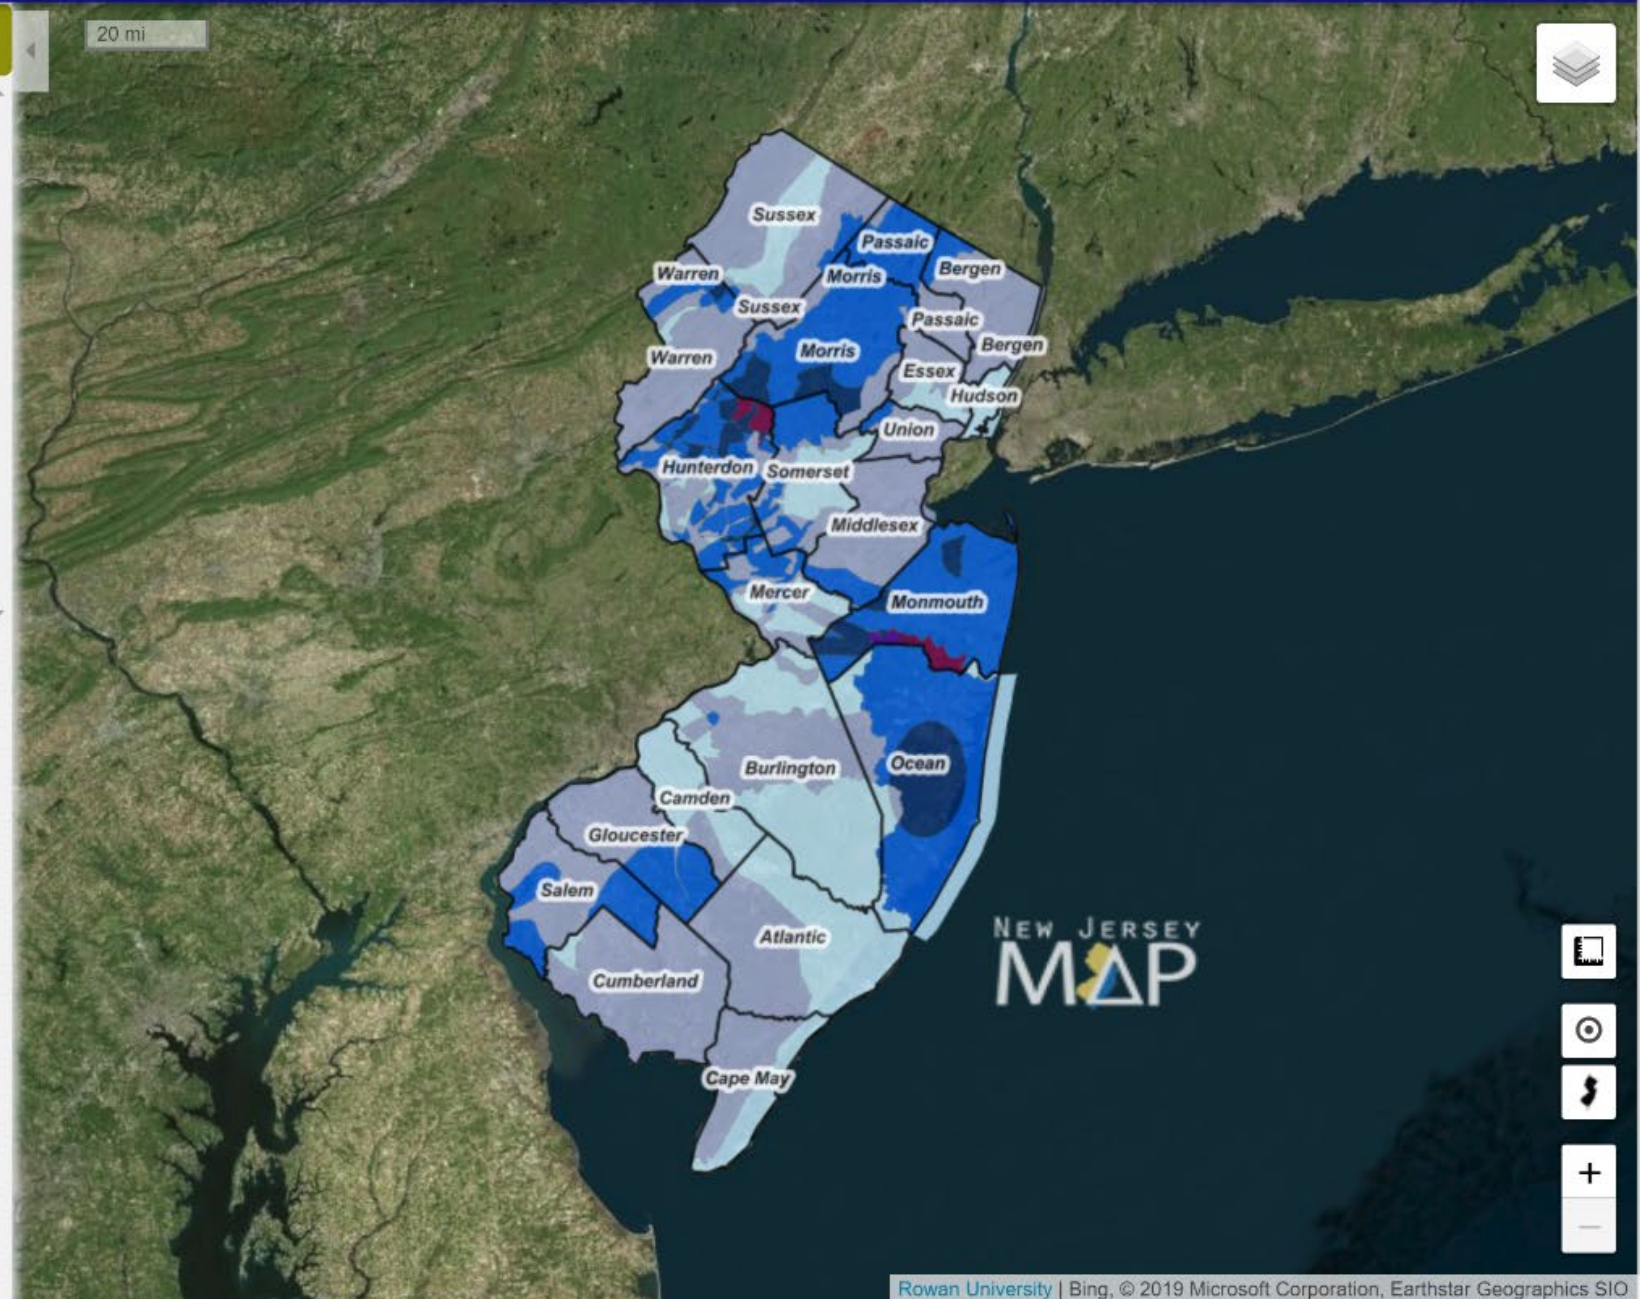 20 mi
Sussex
Passaic
Bergen
Warren
Morris
Sussex
Passaic
Bergen
Warren
Morris
Essex
Hudson
Union
Hunterdon
Somerset
Middlesex
Mercer
Monmouth
Ocean
Burlington
Camden
Gloucester
Salem
Atlantic
NEW JERSEY
MAP
Cumberland
Cape May
+
−
Rowan University | Bing, © 2019 Microsoft Corporation, Earthstar Geographics SIO